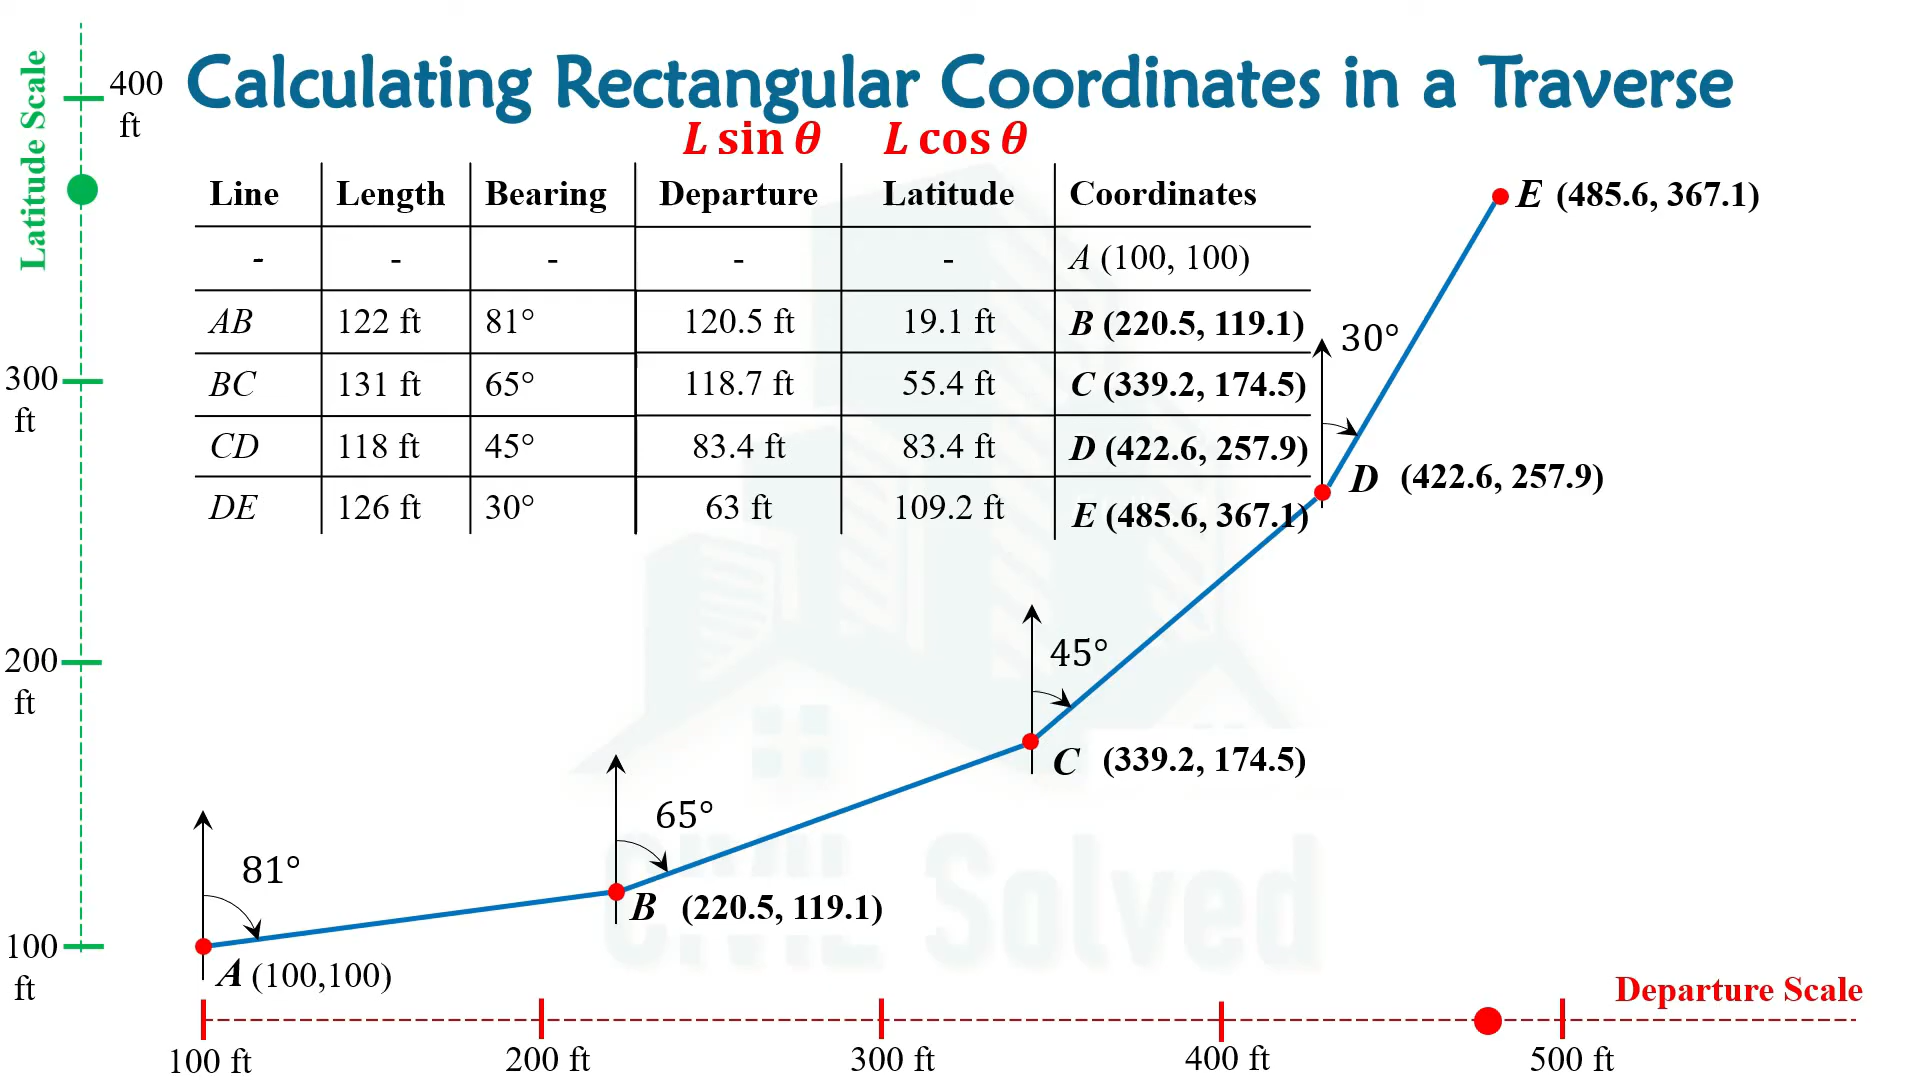 Calculating Rectangular Coordinates in a Traverse
L sin θ L cos θ
Line Length Bearing Departure Latitude Coordinates
- - - - - A (100, 100)
AB 122 ft 81° 120.5 ft 19.1 ft B (220.5, 119.1)
BC 131 ft 65° 118.7 ft 55.4 ft C (339.2, 174.5)
CD 118 ft 45° 83.4 ft 83.4 ft D (422.6, 257.9)
DE 126 ft 30° 63 ft 109.2 ft E (485.6, 367.1)
Latitude Scale
400
ft
300
ft
200
ft
100
ft
E (485.6, 367.1)
30°
D (422.6, 257.9)
45°
C (339.2, 174.5)
65°
B (220.5, 119.1)
81°
A (100,100)
CIVIL Solved
Departure Scale
100 ft 200 ft 300 ft 400 ft 500 ft